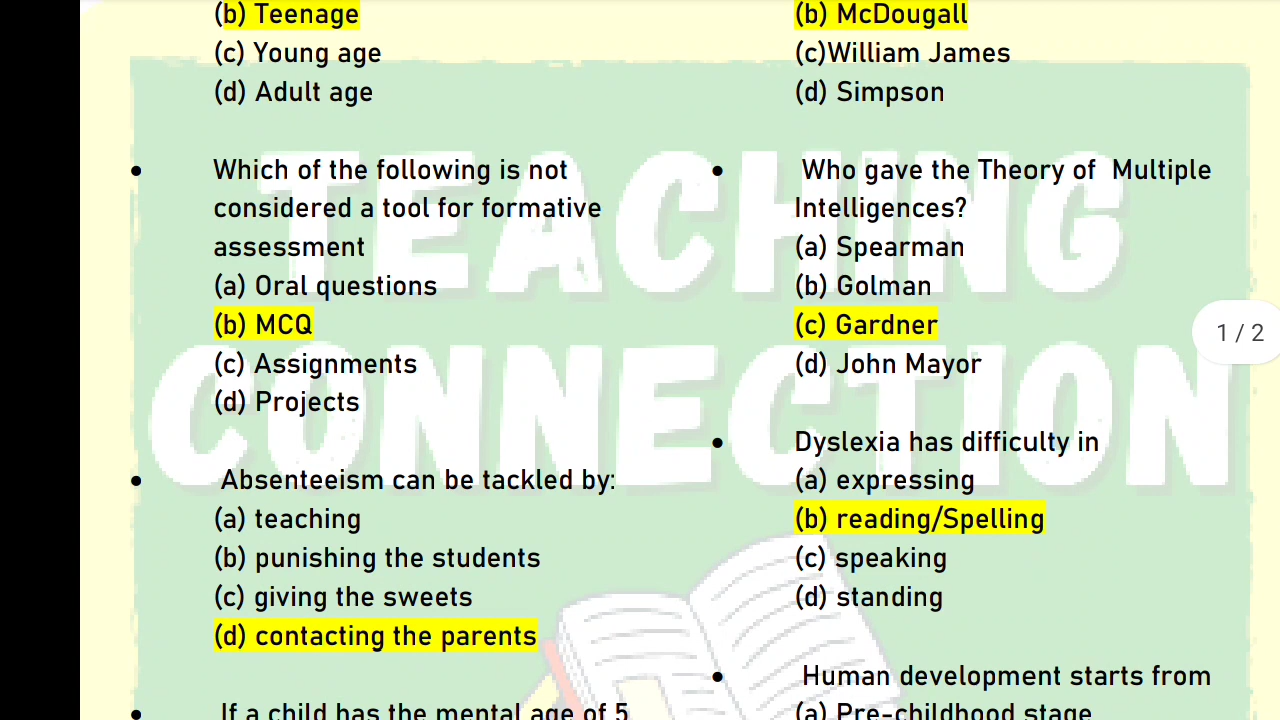 (b) Teenage
(c) Young age
(d) Adult age
Which of the following is not
considered a tool for formative
assessment
(a) Oral questions
(b) MCQ
(c) Assignments
(d) Projects
Absenteeism can be tackled by:
(a) teaching
(b) punishing the students
(c) giving the sweets
(d) contacting the parents
If a child has the mental age of 5
(b) McDougall
(c)William James
(d) Simpson
Who gave the Theory of Multiple
Intelligences?
(a) Spearman
(b) Golman
(c) Gardner
(d) John Mayor
Dyslexia has difficulty in
(a) expressing
(b) reading/Spelling
(c) speaking
(d) standing
Human development starts from
(a) Pre-childhood stage
TEACHING
CONNECTION
1 / 2